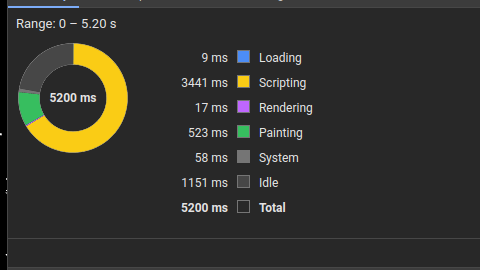 Range: 0 – 5.20 s
5200 ms
9 ms Loading
3441 ms Scripting
17 ms Rendering
523 ms Painting
58 ms System
1151 ms Idle
5200 ms Total